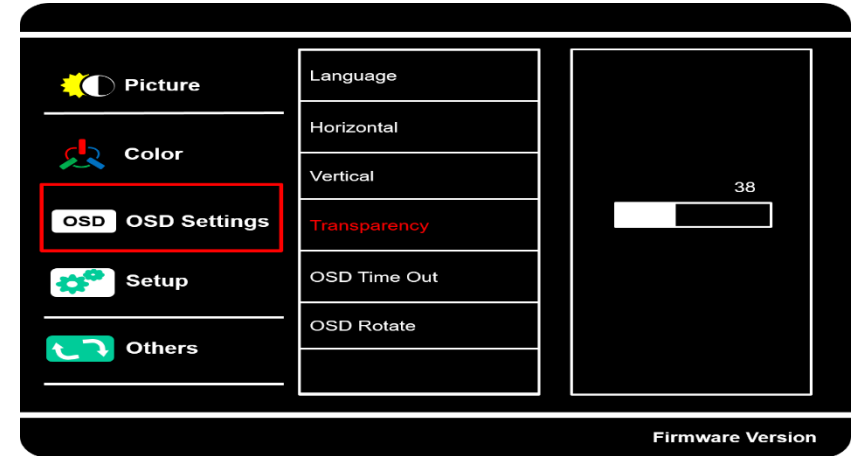 Picture
Color
OSD OSD Settings
Setup
Others
Language
Horizontal
Vertical
Transparency
OSD Time Out
OSD Rotate
38
Firmware Version